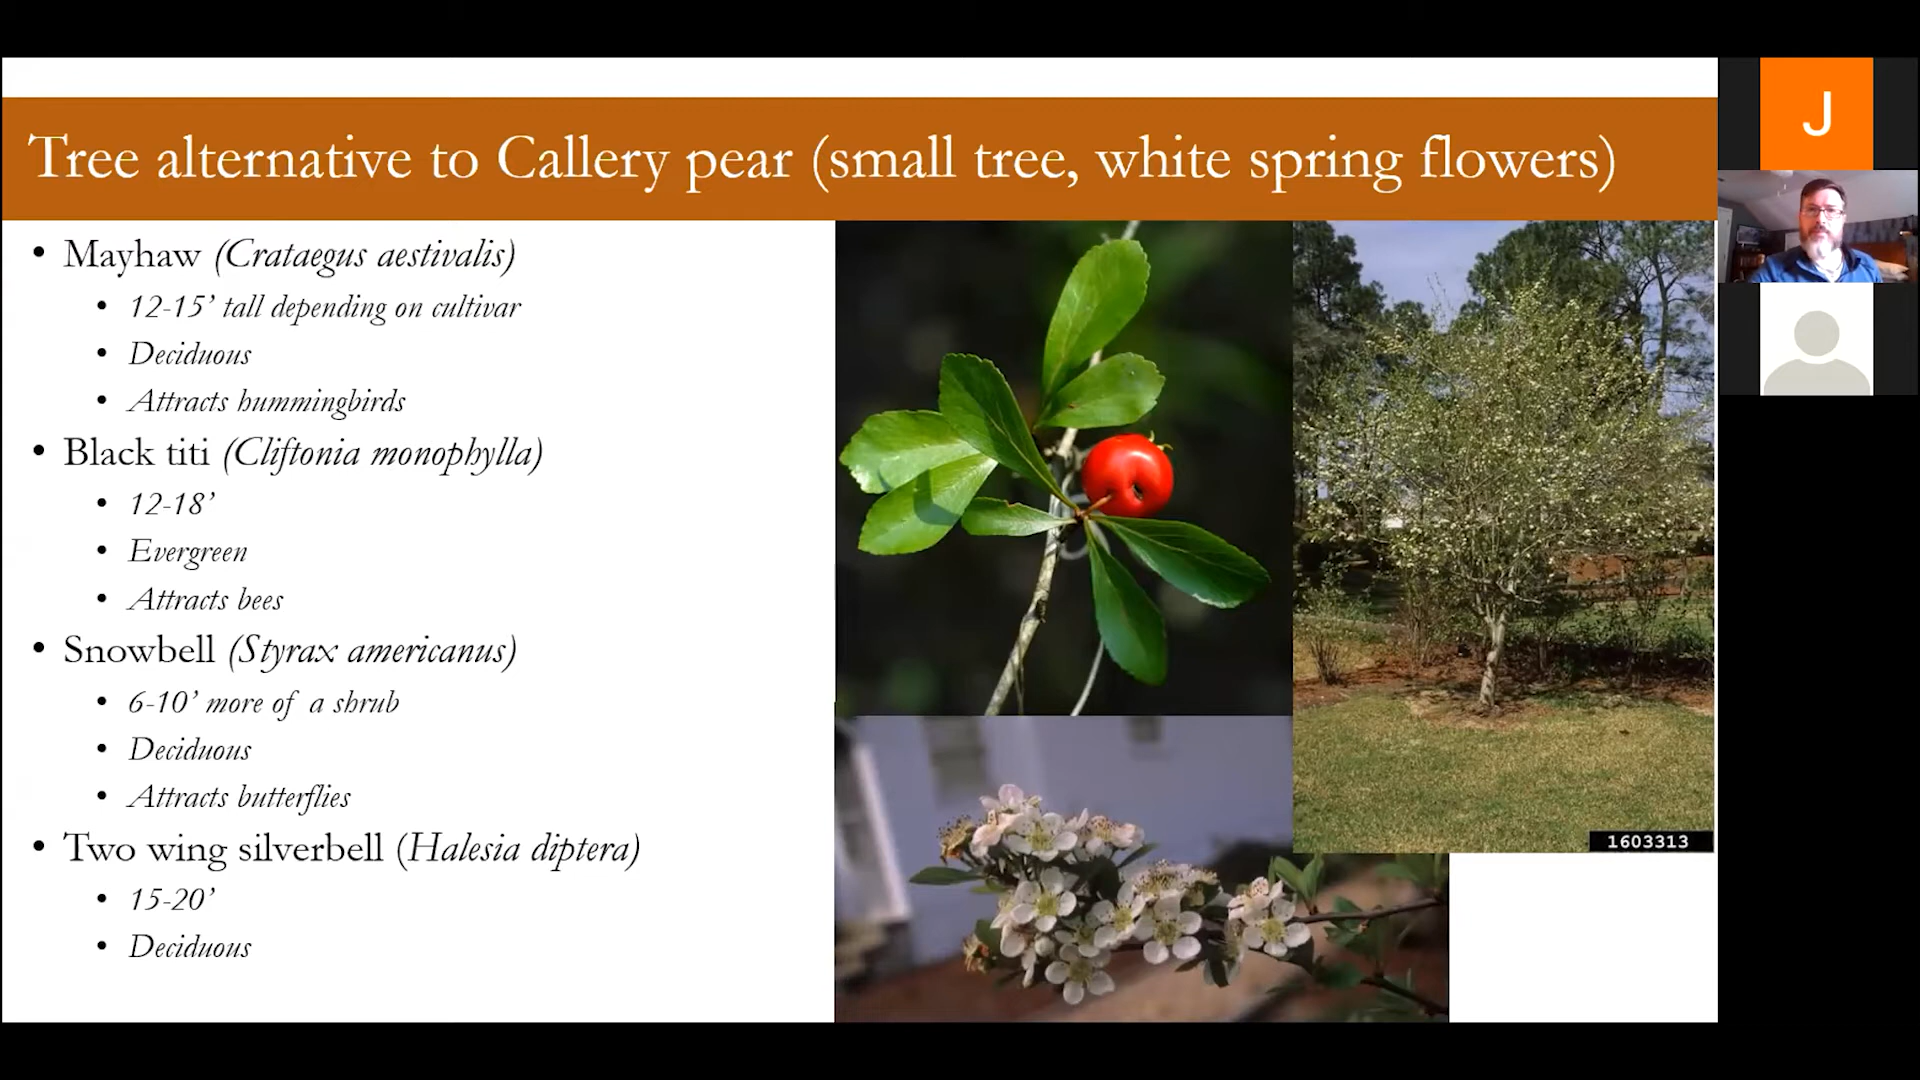 Tree alternative to Callery pear (small tree, white spring flowers)
• Mayhaw (Crataegus aestivalis)
• 12-15’ tall depending on cultivar
• Deciduous
• Attracts hummingbirds
• Black titi (Cliftonia monophylla)
• 12-18’
• Evergreen
• Attracts bees
• Snowbell (Styrax americanus)
• 6-10’ more of a shrub
• Deciduous
• Attracts butterflies
• Two wing silverbell (Halesia diptera)
• 15-20’
• Deciduous
1603313
J